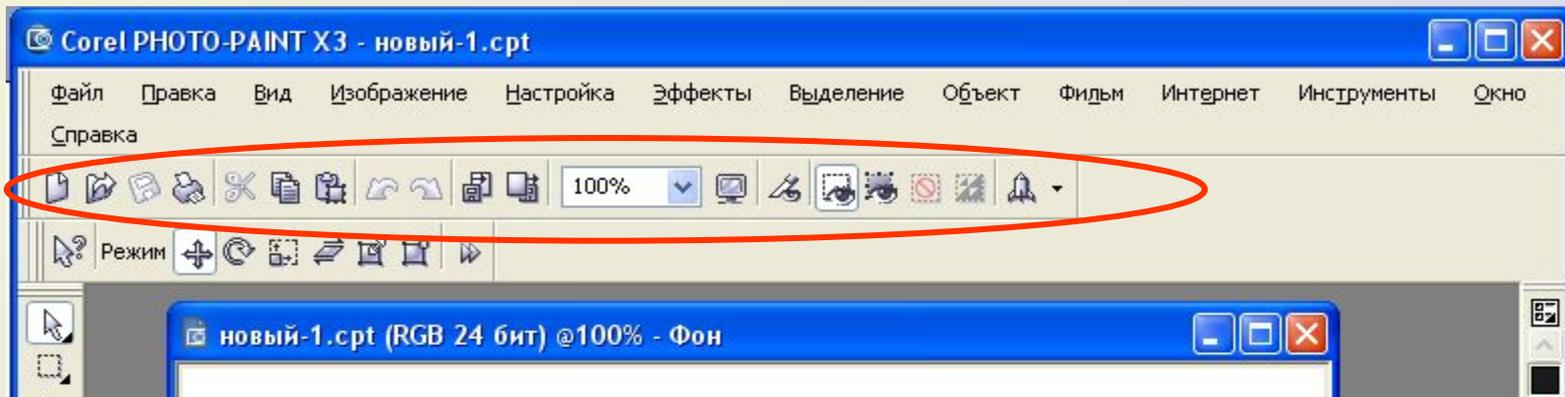 Corel PHOTO-PAINT X3 - новый-1.cpt
Файл Правка Вид Изображение Настройка Эффекты Выделение Объект Фильм Интернет Инструменты Окно
Справка
100%
Режим
новый-1.cpt (RGB 24 бит) @100% - Фон